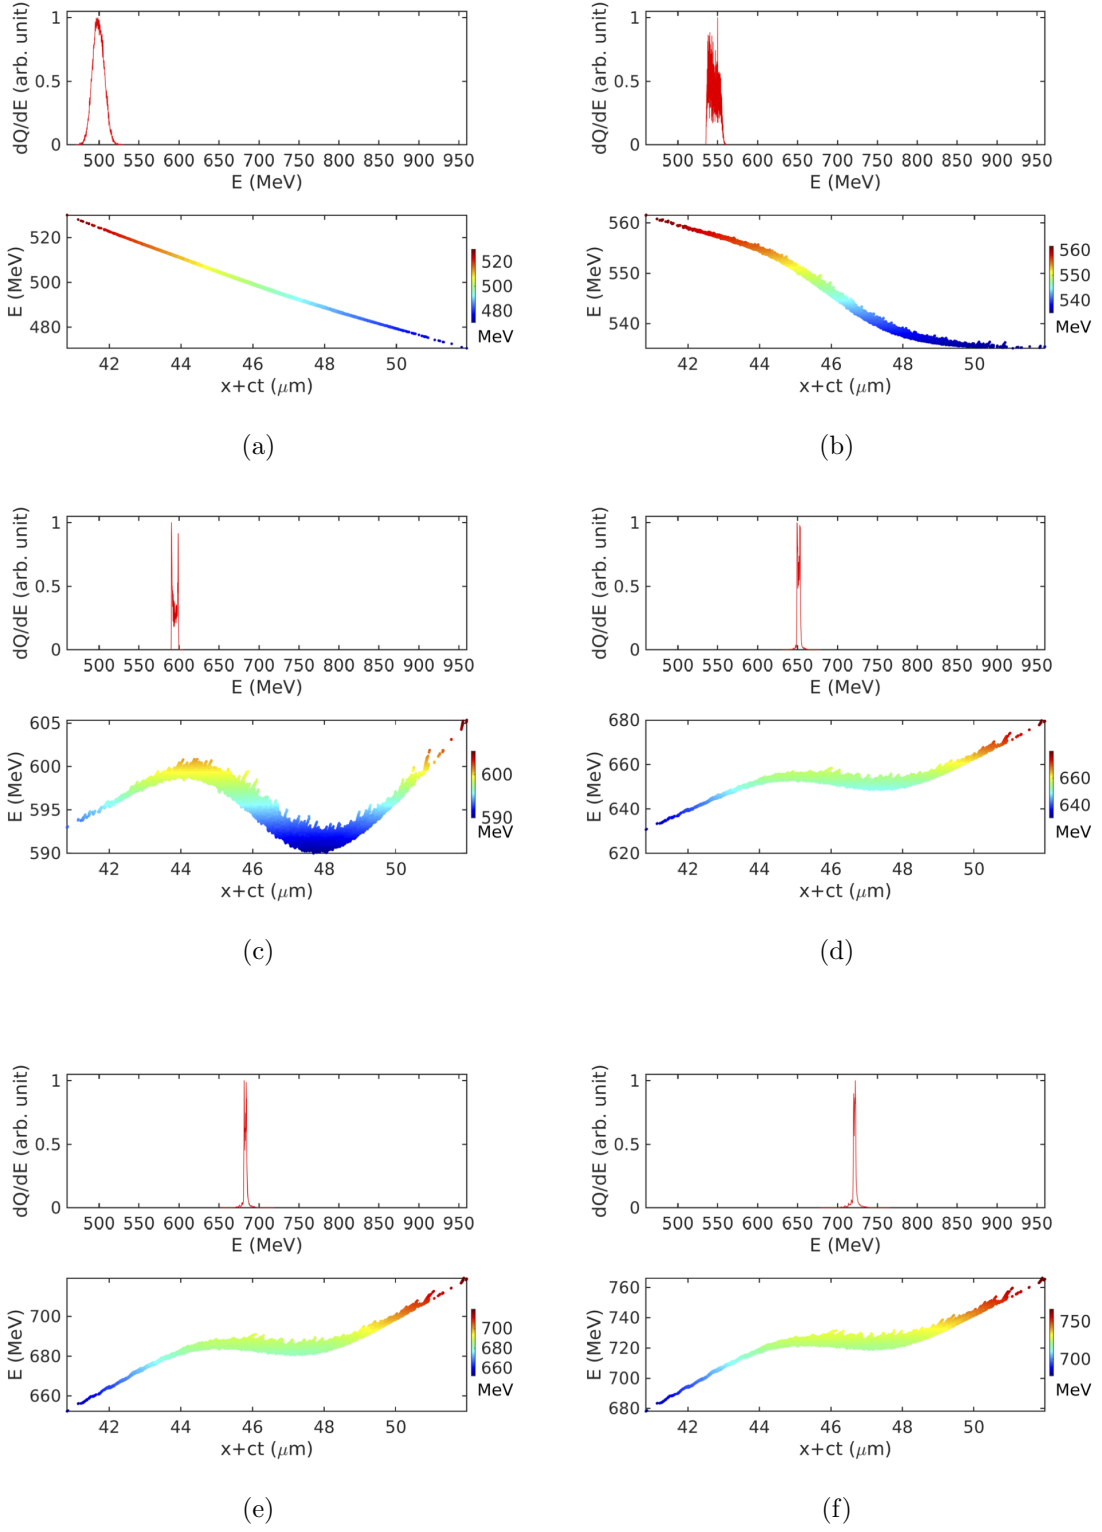 1
0.5
0
dQ/dE (arb. unit)
500 550 600 650 700 750 800 850 900 950
E (MeV)
520
500
480
E (MeV)
42 44 46 48 50
x+ct (μm)
520
500
480
MeV
(a)
1
0.5
0
dQ/dE (arb. unit)
500 550 600 650 700 750 800 850 900 950
E (MeV)
560
550
540
E (MeV)
42 44 46 48 50
x+ct (μm)
560
550
540
MeV
(b)
1
0.5
0
dQ/dE (arb. unit)
500 550 600 650 700 750 800 850 900 950
E (MeV)
605
600
595
590
E (MeV)
42 44 46 48 50
x+ct (μm)
600
590
MeV
(c)
1
0.5
0
dQ/dE (arb. unit)
500 550 600 650 700 750 800 850 900 950
E (MeV)
680
660
640
620
E (MeV)
42 44 46 48 50
x+ct (μm)
660
640
MeV
(d)
1
0.5
0
dQ/dE (arb. unit)
500 550 600 650 700 750 800 850 900 950
E (MeV)
700
680
660
E (MeV)
42 44 46 48 50
x+ct (μm)
700
680
660
MeV
(e)
1
0.5
0
dQ/dE (arb. unit)
500 550 600 650 700 750 800 850 900 950
E (MeV)
760
740
720
700
680
E (MeV)
42 44 46 48 50
x+ct (μm)
750
700
MeV
(f)